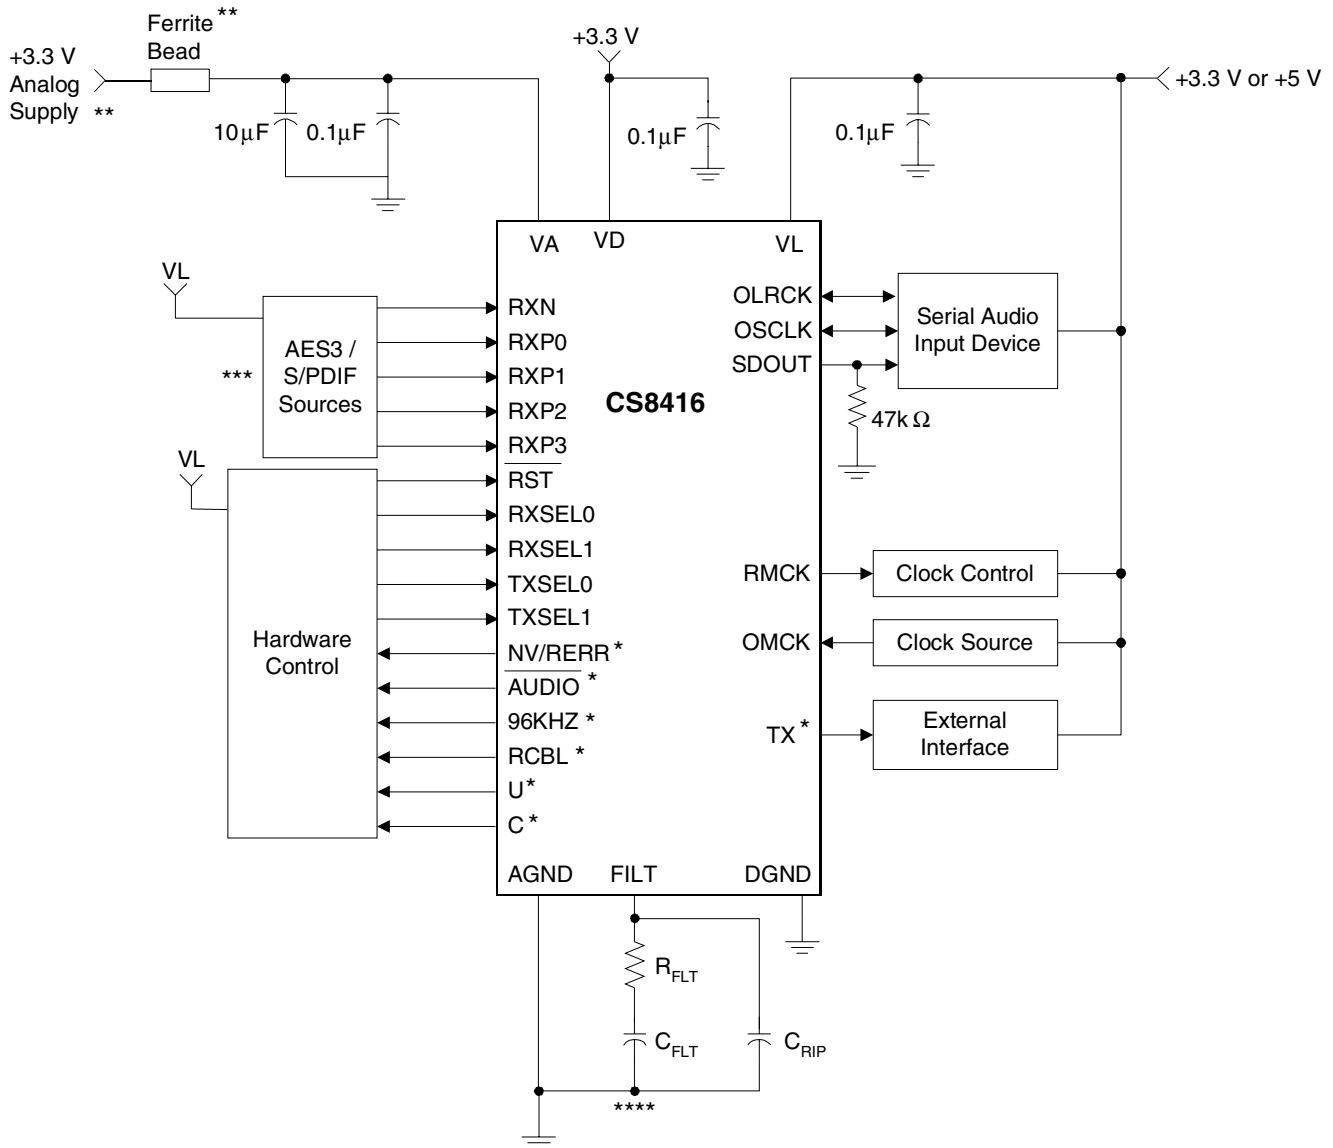 Ferrite **
Bead
+3.3 V
Analog
Supply **
10µF
0.1µF
+3.3 V
0.1µF
0.1µF
+3.3 V or +5 V
VA
VD
VL
VL
***
AES3 /
S/PDIF
Sources
RXN
RXP0
RXP1
RXP2
RXP3
VL
Hardware
Control
RST
RXSEL0
RXSEL1
TXSEL0
TXSEL1
NV/RERR *
AUDIO *
96KHZ *
RCBL *
U *
C *
CS8416
OLRCK
OSCLK
SDOUT
Serial Audio
Input Device
47k Ω
RMCK
Clock Control
OMCK
Clock Source
TX *
External
Interface
AGND
FILT
DGND
RFLT
CFLT
CRIP
****